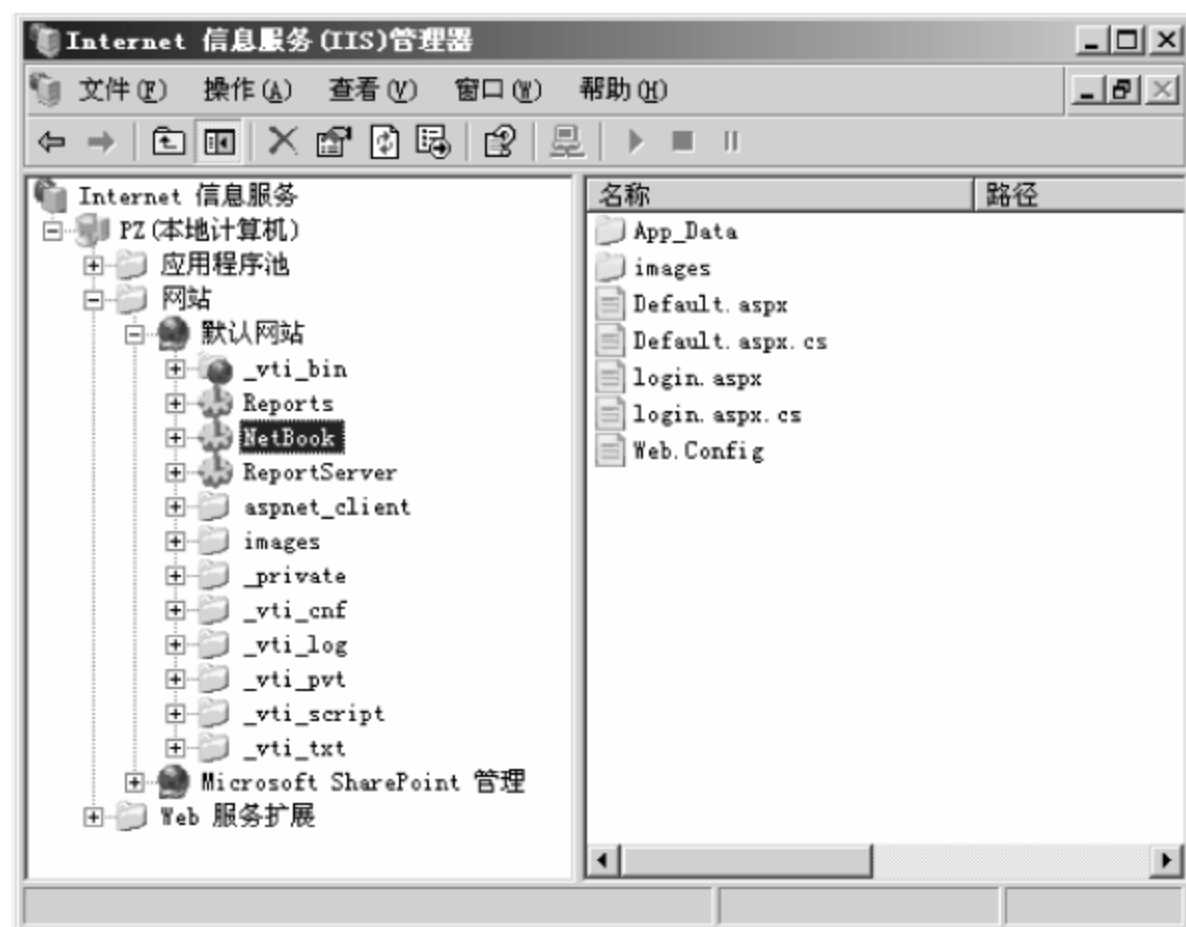 Internet 信息服务(IIS)管理器
文件(F) 操作(A) 查看(V) 窗口(W) 帮助(H)
Internet 信息服务
PZ(本地计算机)
应用程序池
网站
默认网站
_vti_bin
Reports
NetBook
ReportServer
aspnet_client
images
_private
_vti_cnf
_vti_log
_vti_pvt
_vti_script
_vti_txt
Microsoft SharePoint 管理
Web 服务扩展
名称 路径
App_Data
images
Default.aspx
Default.aspx.cs
login.aspx
login.aspx.cs
Web.Config